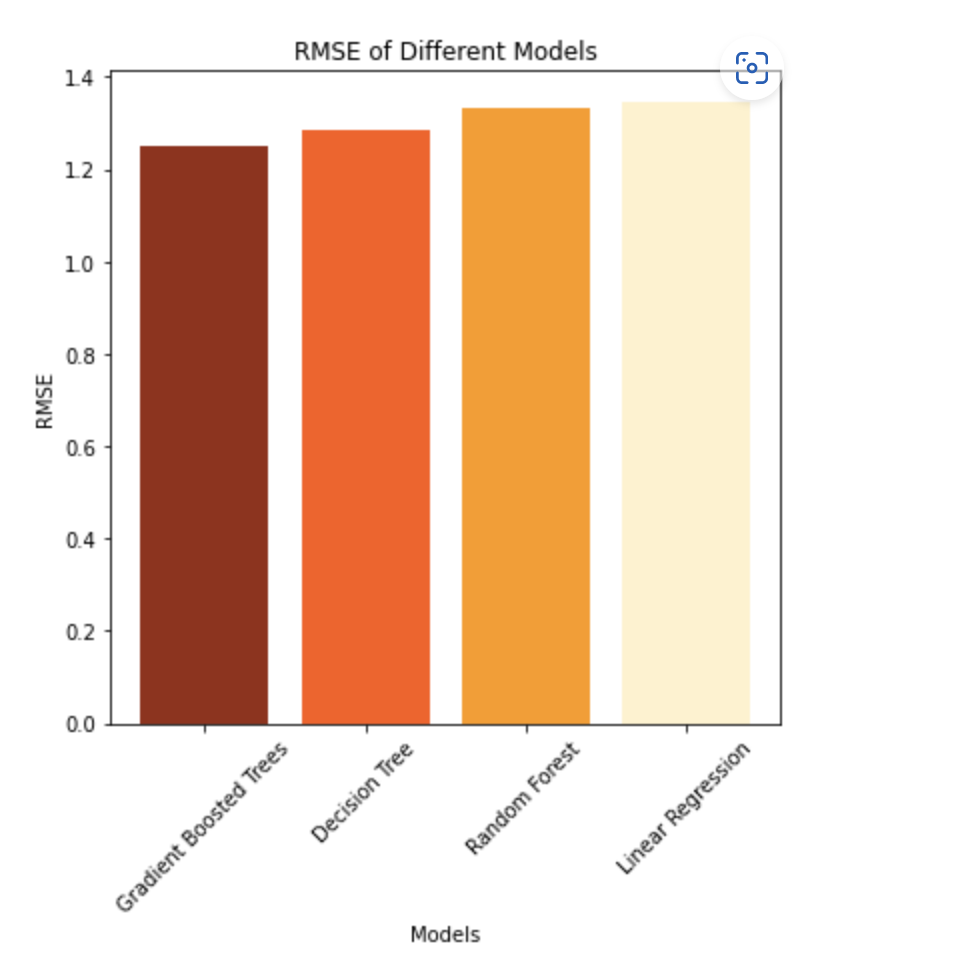 RMSE of Different Models
1.4
1.2
1.0
0.8
0.6
0.4
0.2
0.0
RMSE
Gradient Boosted Trees
Decision Tree
Random Forest
Linear Regression
Models